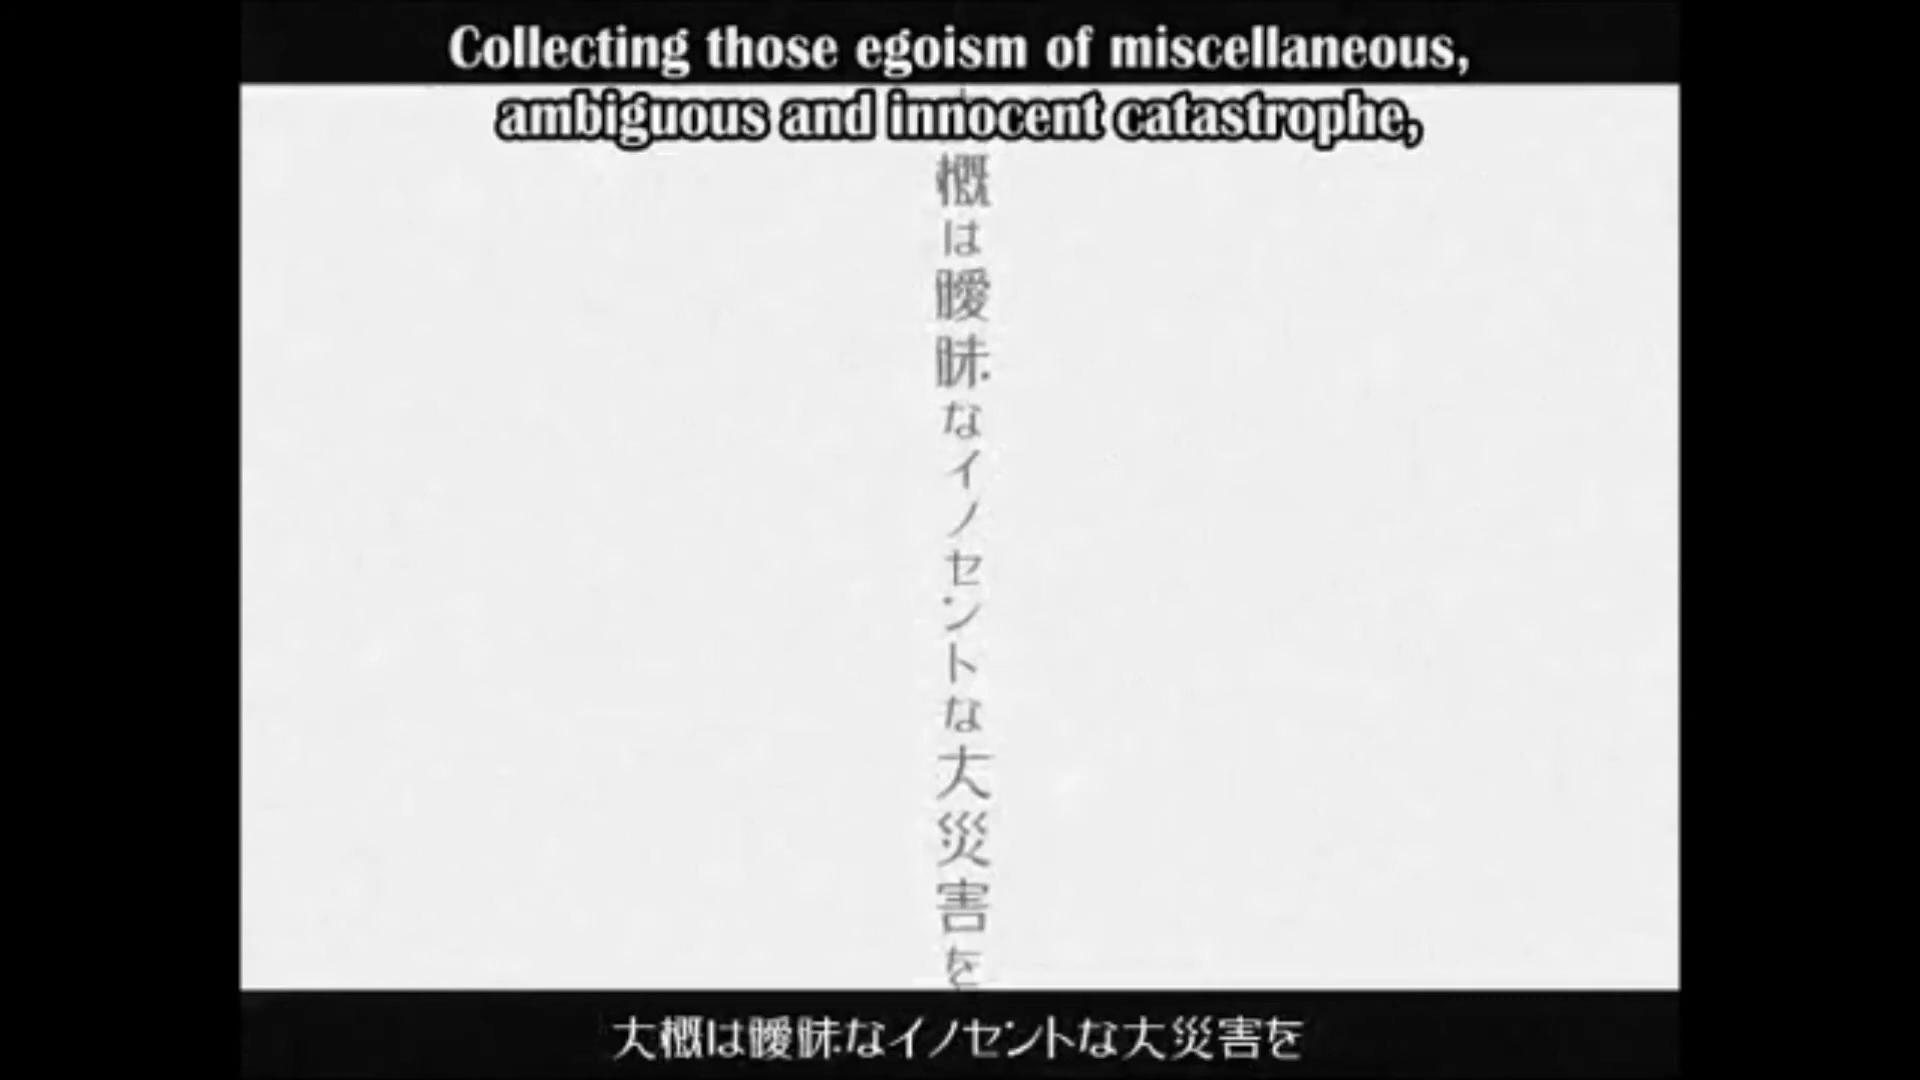 Collecting those egoism of miscellaneous,
ambiguous and innocent catastrophe,
概は曖昧なイノセントな大災害を
大概は曖昧なイノセントな大災害を